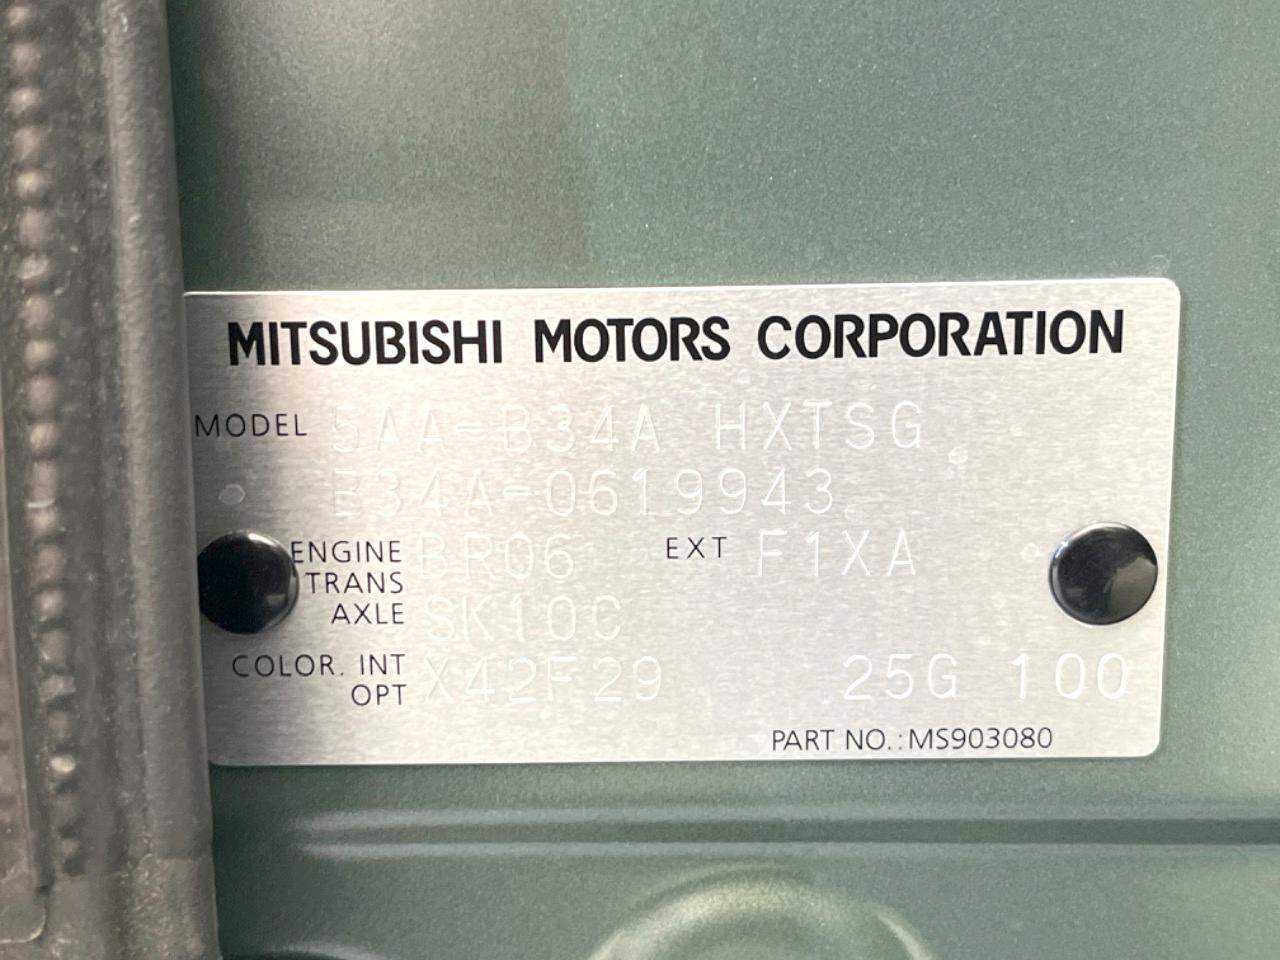 MITSUBISHI MOTORS CORPORATION
MODEL 5AA-B34A HXTSG
B34A-0619943
ENGINE BR06 EXT F1XA
TRANS
AXLE SK10C
COLOR. INT X42F29 25G 100
OPT
PART NO.: MS903080